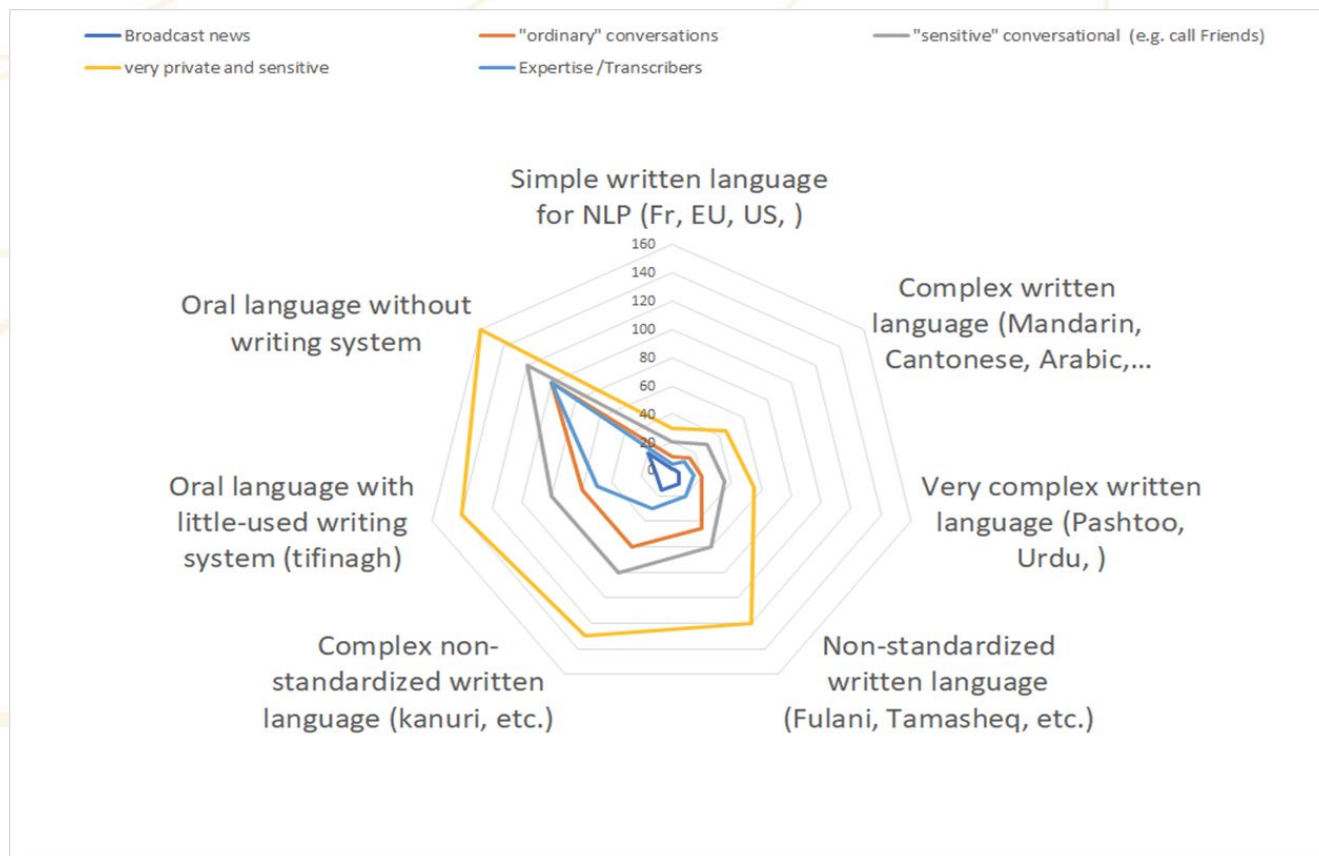 Broadcast news
"ordinary" conversations
"sensitive" conversational (e.g. call Friends)
very private and sensitive
Expertise /Transcribers
Simple written language
for NLP (Fr, EU, US, )
160
140
120
100
80
60
40
20
0
Complex written
language (Mandarin,
Cantonese, Arabic,...
Very complex written
language (Pashtoo,
Urdu, )
Non-standardized
written language
(Fulani, Tamasheq, etc.)
Complex non-
standardized written
language (kanuri, etc.)
Oral language with
little-used writing
system (tifinagh)
Oral language without
writing system